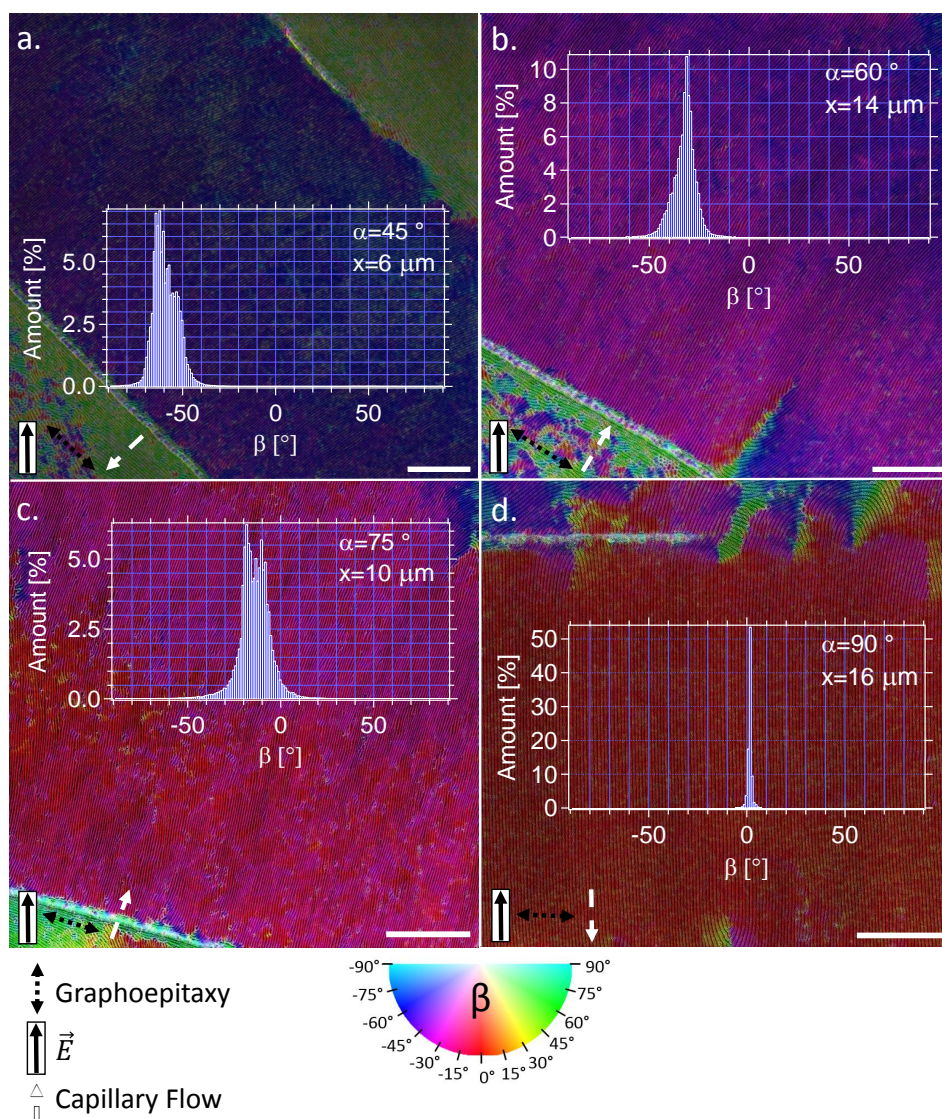 a.
α=45 °
x=6 μm
Amount [%]
5.0
2.5
0.0
-50 0 50
β [°]
b.
α=60 °
x=14 μm
Amount [%]
10
8
6
4
2
0
-50 0 50
β [°]
c.
α=75 °
x=10 μm
Amount [%]
5.0
2.5
0.0
-50 0 50
β [°]
d.
α=90 °
x=16 μm
Amount [%]
50
40
30
20
10
0
-50 0 50
β [°]
Graphoepitaxy
E⃗
Capillary Flow
β
-90° 90°
-75° 75°
-60° 60°
-45° 45°
-30° 30°
-15° 0° 15°